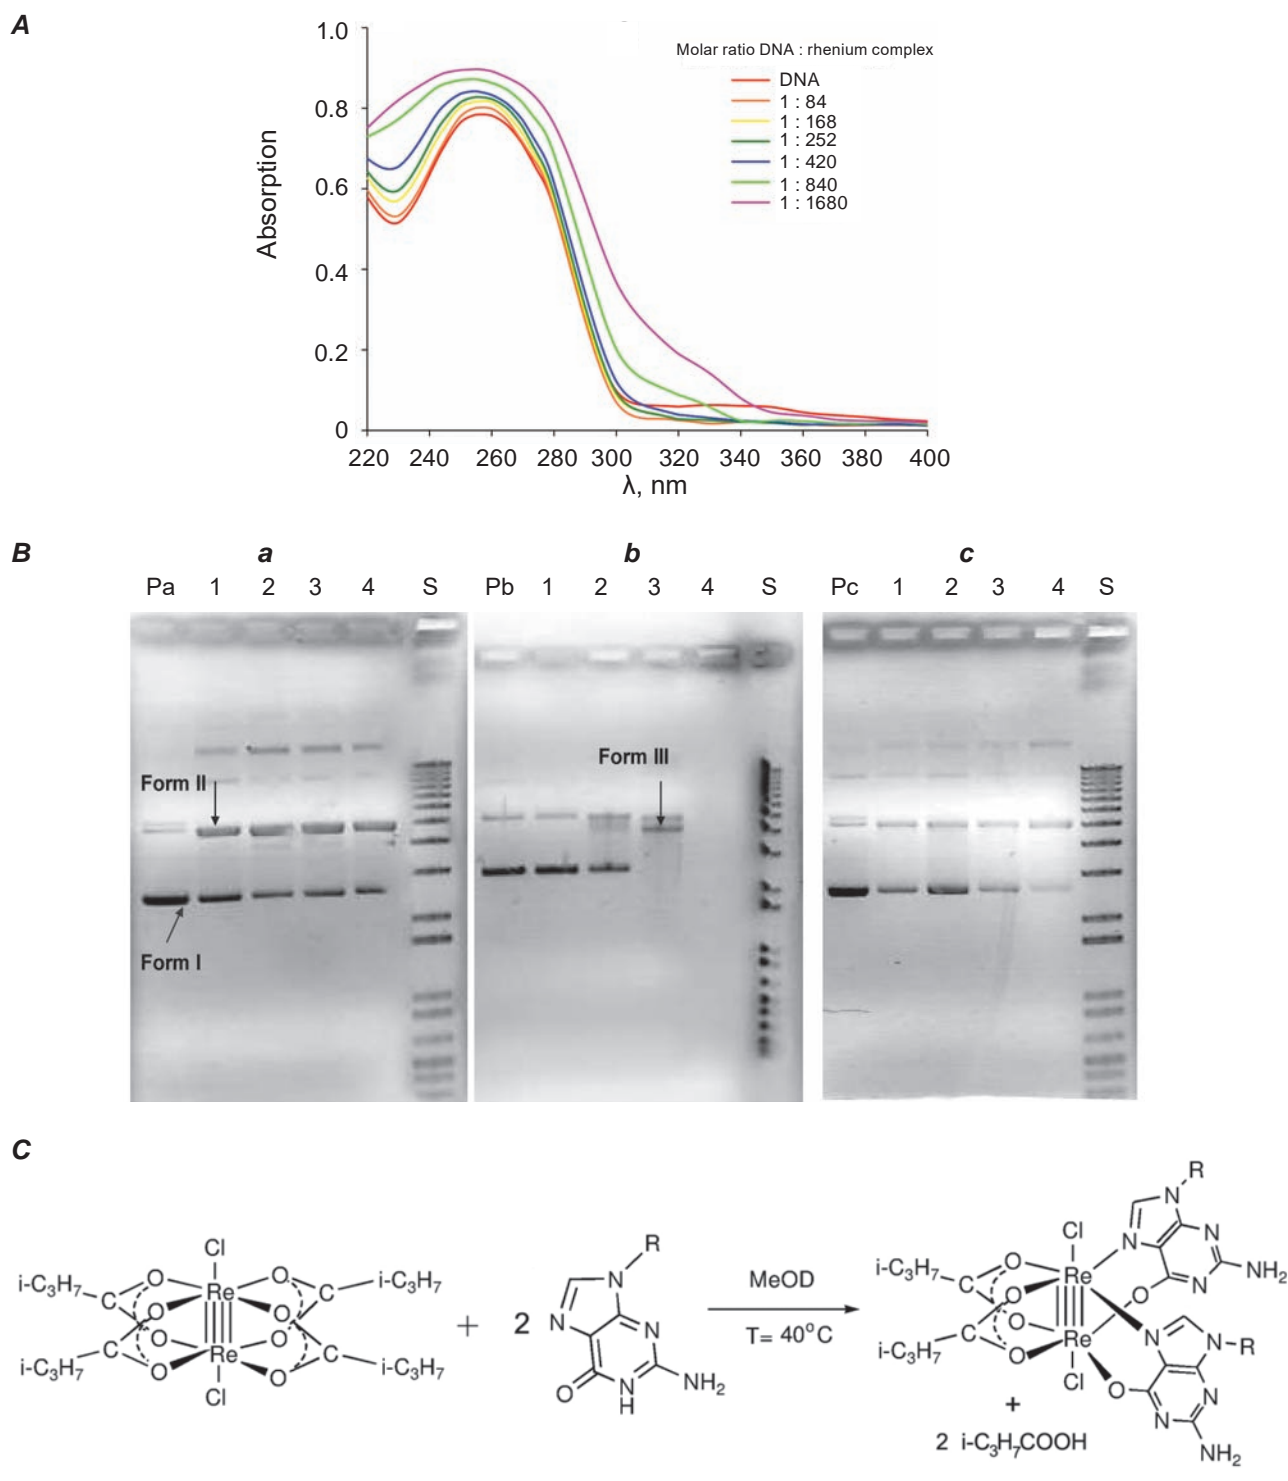 A
Absorption
1.0
0.8
0.6
0.4
0.2
0
220 240 260 280 300 320 340 360 380 400
λ, nm
Molar ratio DNA : rhenium complex
DNA
1 : 84
1 : 168
1 : 252
1 : 420
1 : 840
1 : 1680
B
a
b
c
Pa 1 2 3 4 S
Pb 1 2 3 4 S
Pc 1 2 3 4 S
Form II
Form I
Form III
C
Cl
i-C₃H₇ C O O Re O O C i-C₃H₇
i-C₃H₇ C O O Re O O C i-C₃H₇
Cl
+
2
R
N N
N N
O N H NH₂
MeOD
T= 40°C
R
N
Cl N N
i-C₃H₇ C O O Re O N NH₂
i-C₃H₇ C O O Re N N R
Cl O N
N NH₂
+
2 i-C₃H₇COOH